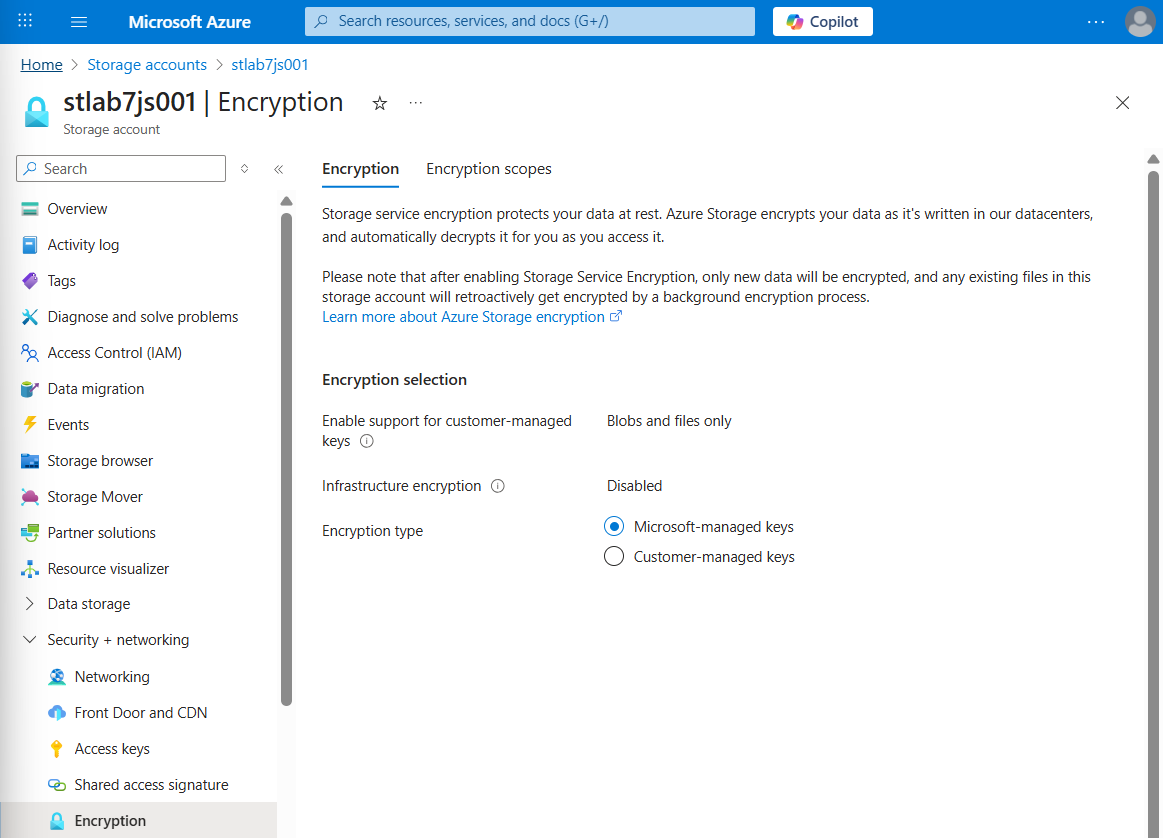 Microsoft Azure
Search resources, services, and docs (G+/)
Copilot
Home > Storage accounts > stlab7js001
stlab7js001 | Encryption
Storage account
Search
Overview
Activity log
Tags
Diagnose and solve problems
Access Control (IAM)
Data migration
Events
Storage browser
Storage Mover
Partner solutions
Resource visualizer
Data storage
Security + networking
Networking
Front Door and CDN
Access keys
Shared access signature
Encryption
Encryption Encryption scopes
Storage service encryption protects your data at rest. Azure Storage encrypts your data as it's written in our datacenters,
and automatically decrypts it for you as you access it.
Please note that after enabling Storage Service Encryption, only new data will be encrypted, and any existing files in this
storage account will retroactively get encrypted by a background encryption process.
Learn more about Azure Storage encryption
Encryption selection
Enable support for customer-managed
keys
Blobs and files only
Infrastructure encryption Disabled
Encryption type
Microsoft-managed keys
Customer-managed keys